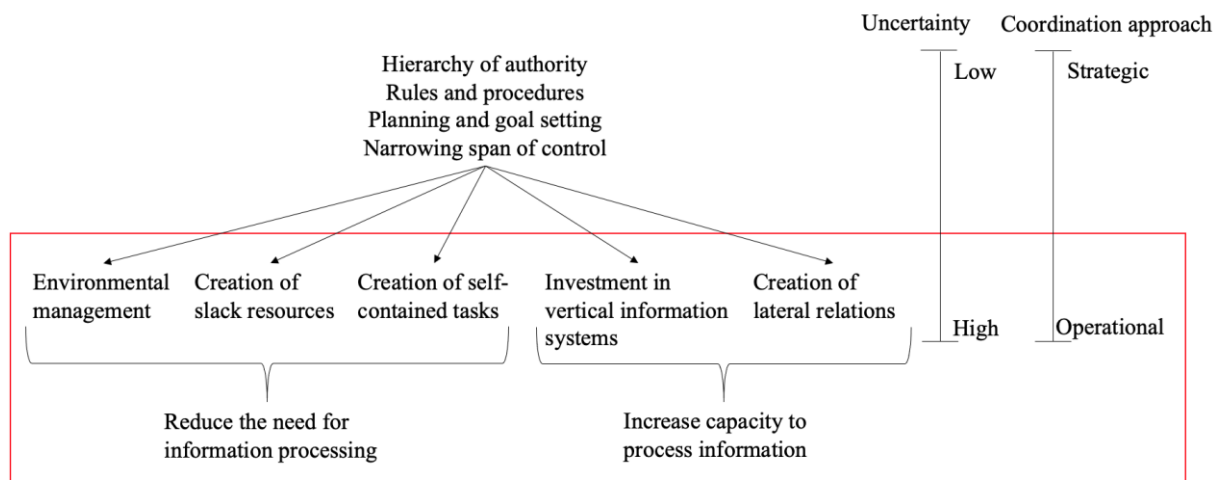 Uncertainty
Coordination approach
Hierarchy of authority
Rules and procedures
Planning and goal setting
Narrowing span of control
Low
Strategic
Environmental
management
Creation of
slack resources
Creation of self-
contained tasks
Investment in
vertical information
systems
Creation of
lateral relations
High
Operational
Reduce the need for
information processing
Increase capacity to
process information